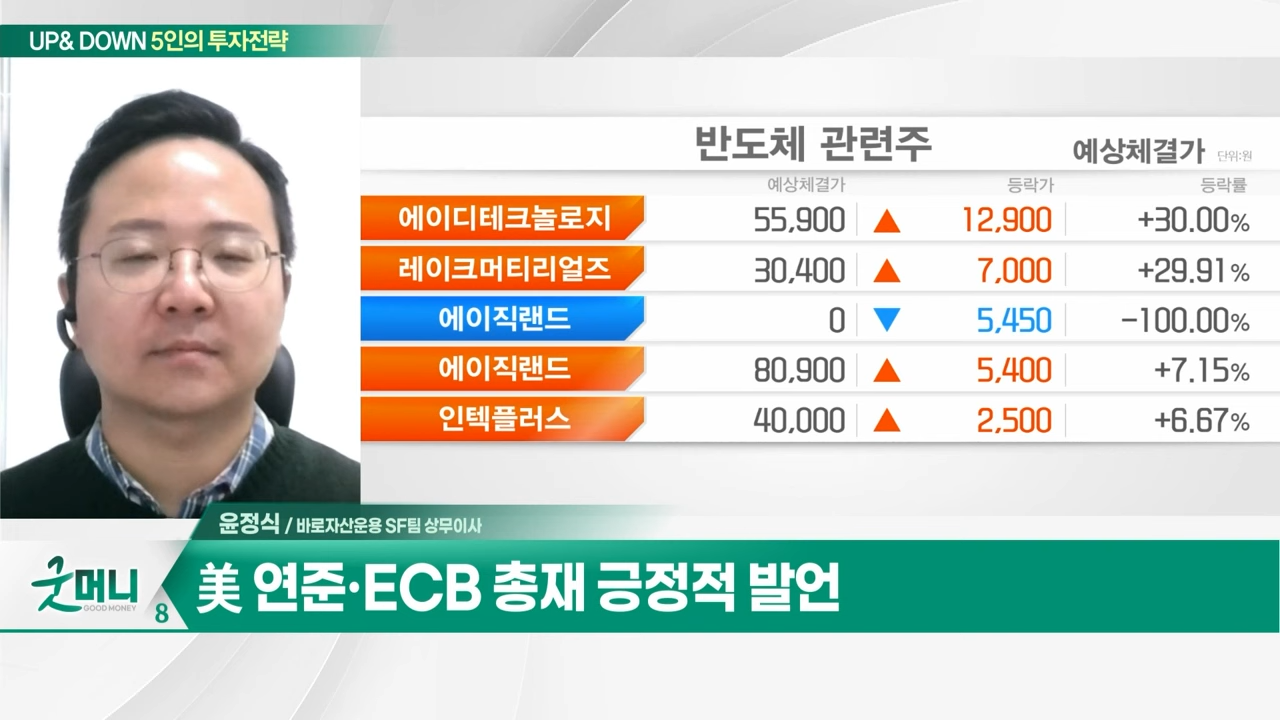 UP& DOWN 5인의 투자전략
반도체 관련주 예상체결가 단위:원
예상체결가 등락가 등락률
에이디테크놀로지 55,900 ▲ 12,900 +30.00%
레이크머티리얼즈 30,400 ▲ 7,000 +29.91%
에이직랜드 0 ▼ 5,450 -100.00%
에이직랜드 80,900 ▲ 5,400 +7.15%
인텍플러스 40,000 ▲ 2,500 +6.67%
윤정식 / 바로자산운용 SF팀 상무이사
굿머니
GOOD MONEY
8
美 연준·ECB 총재 긍정적 발언